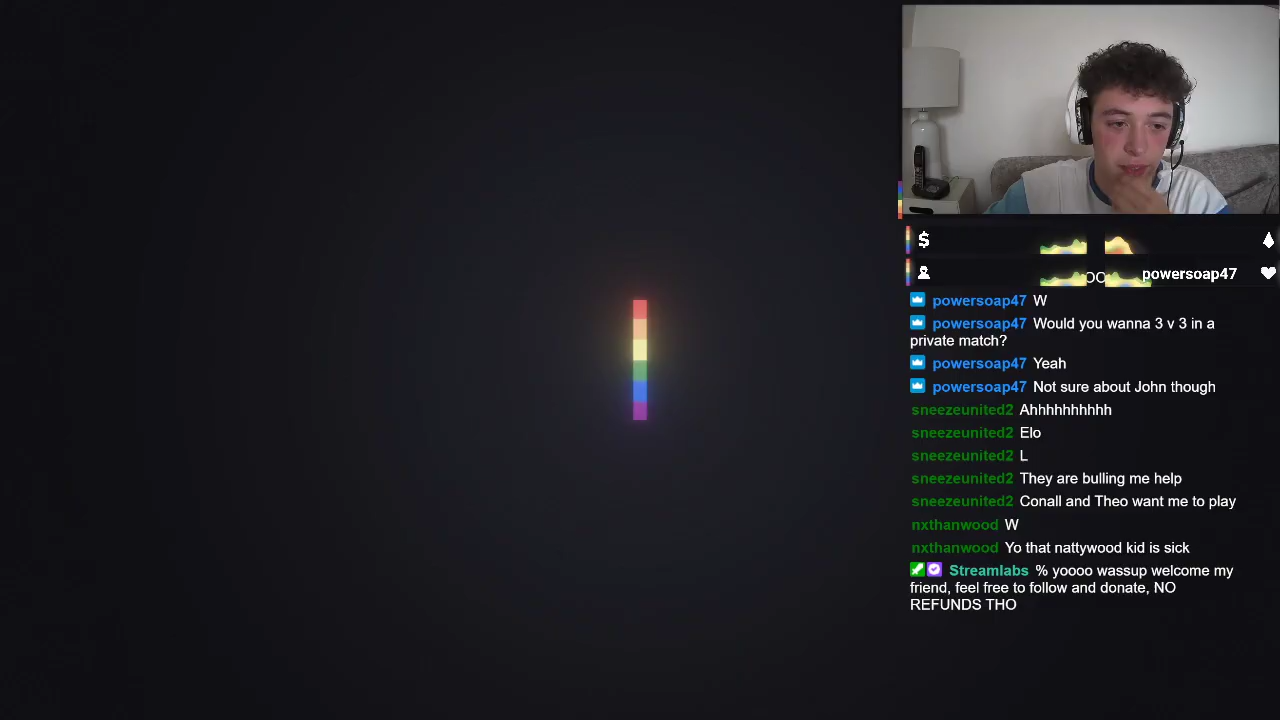 $
OO
powersoap47
powersoap47 W
powersoap47 Would you wanna 3 v 3 in a
private match?
powersoap47 Yeah
powersoap47 Not sure about John though
sneezeunited2 Ahhhhhhhhhh
sneezeunited2 Elo
sneezeunited2 L
sneezeunited2 They are bulling me help
sneezeunited2 Conall and Theo want me to play
nxthanwood W
nxthanwood Yo that nattywood kid is sick
Streamlabs % yoooo wassup welcome my
friend, feel free to follow and donate, NO
REFUNDS THO